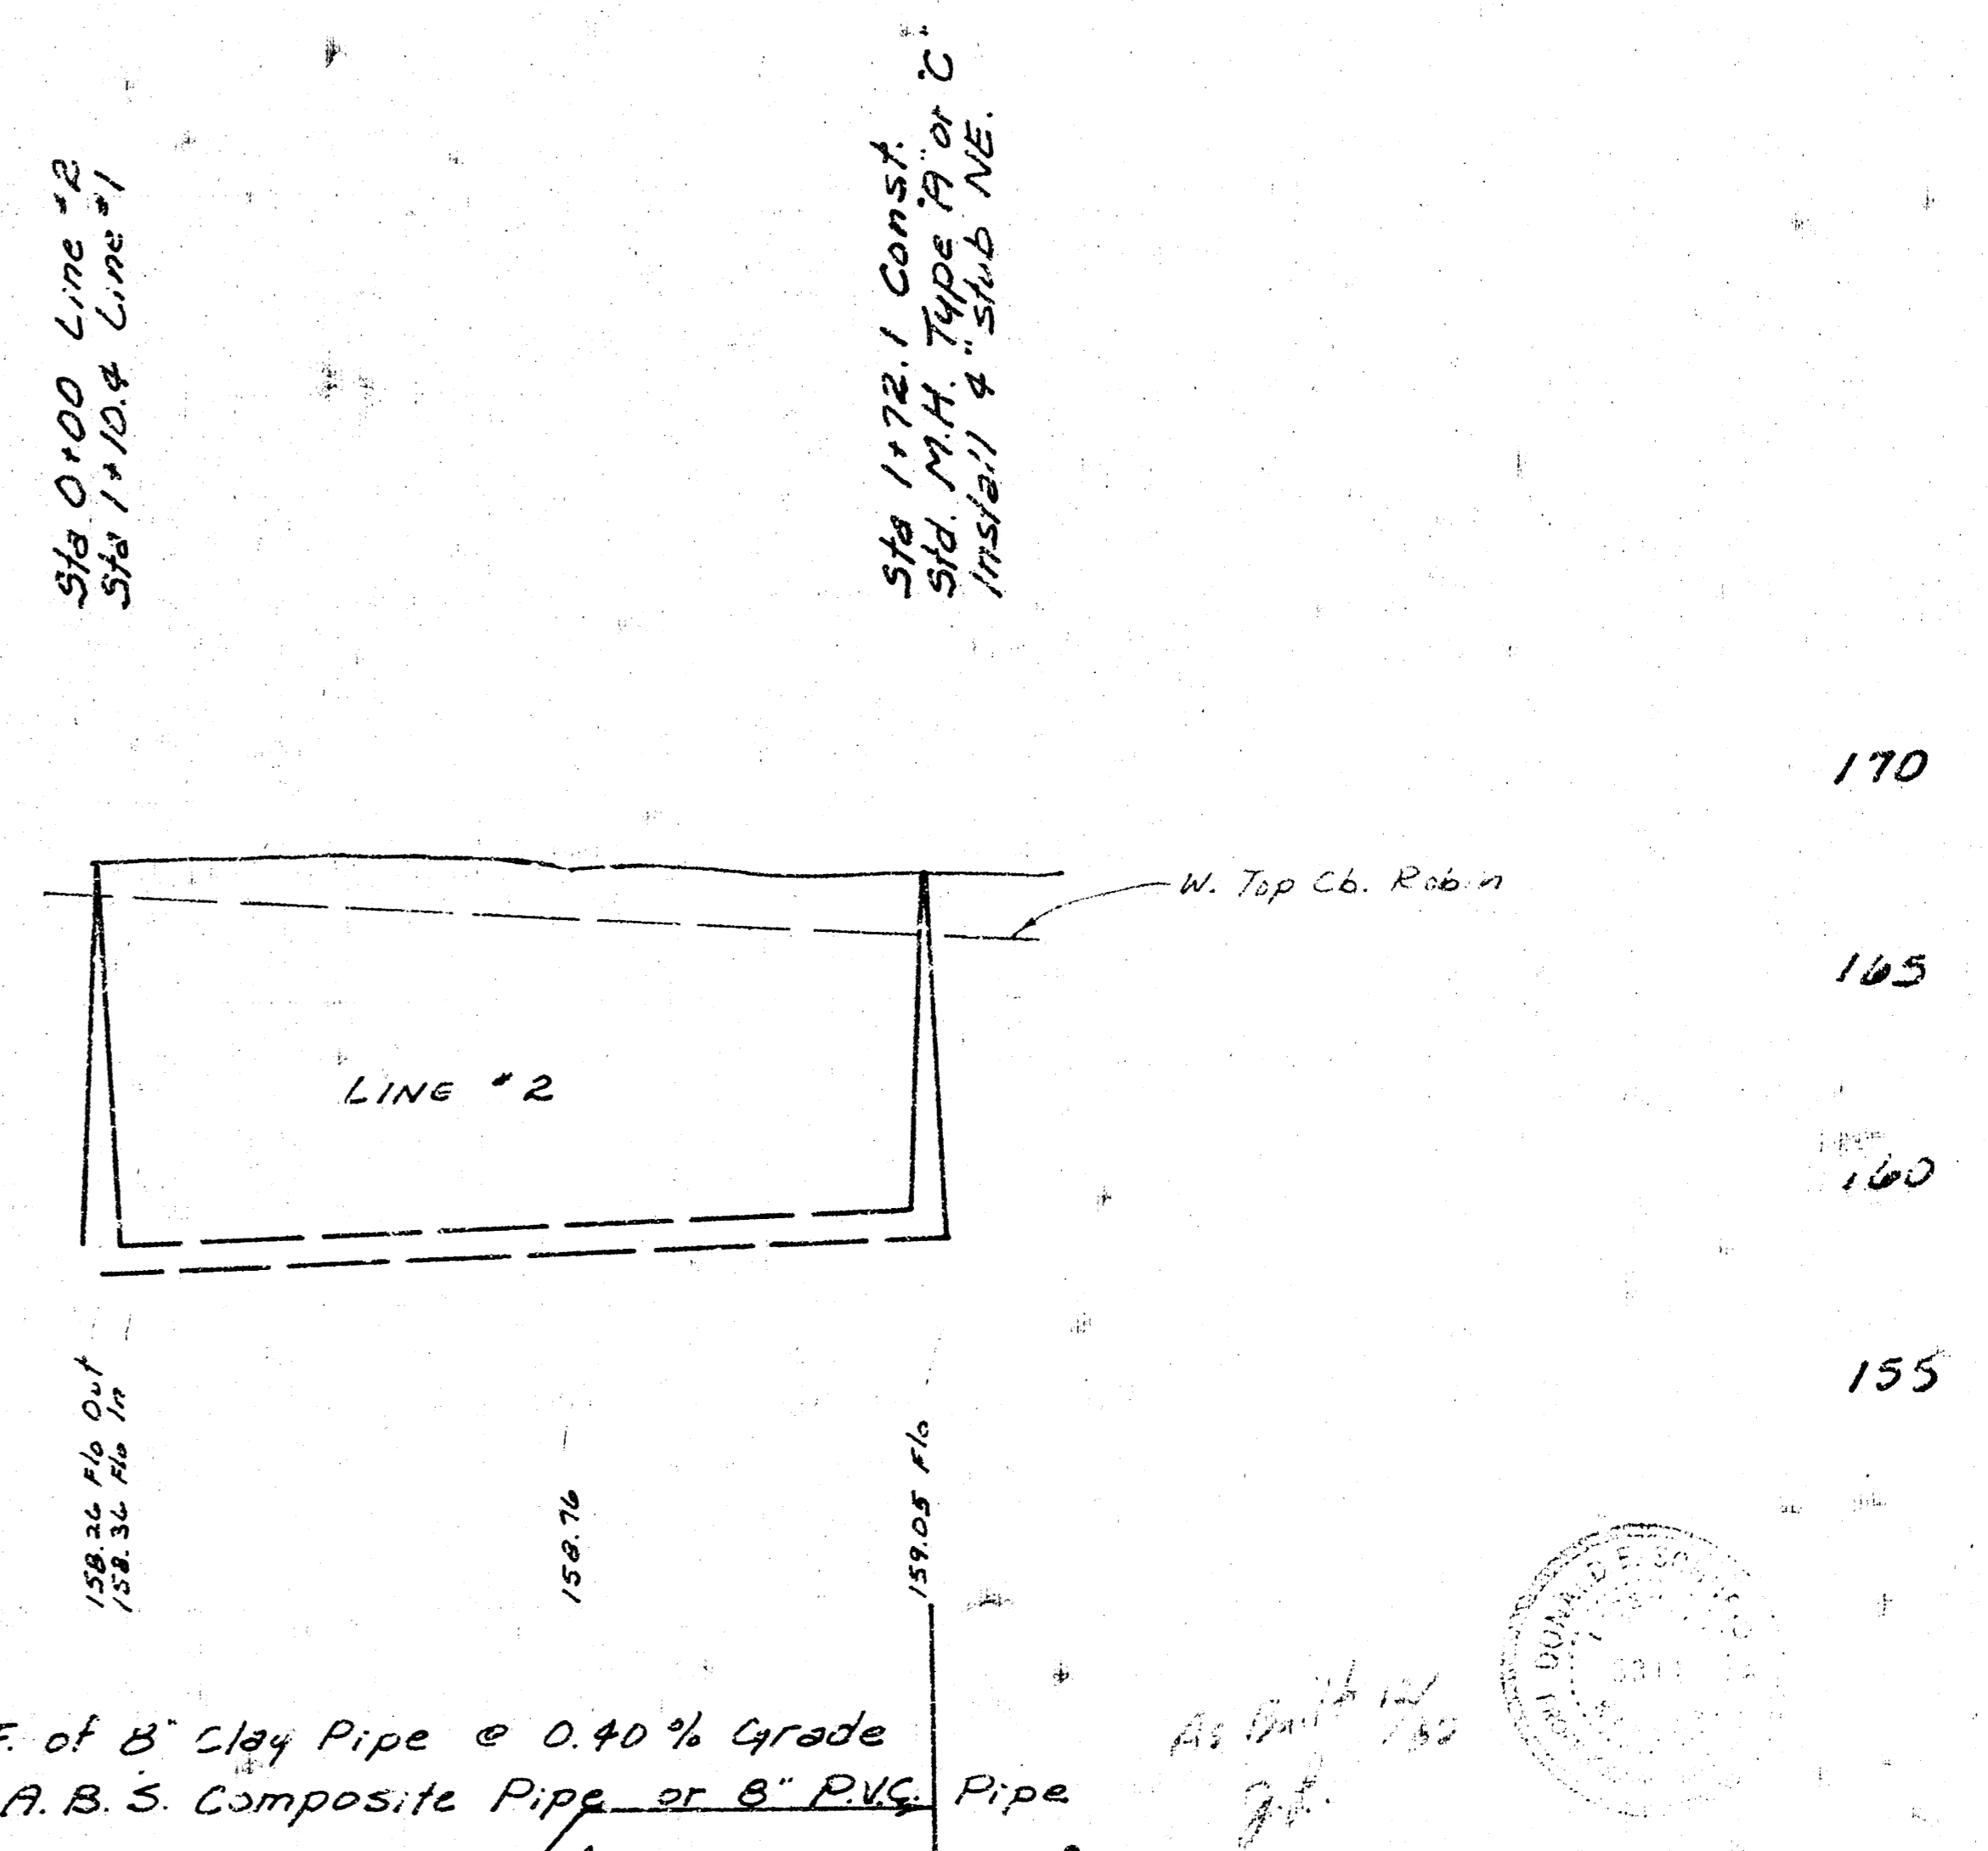 Sta 0+00 Line #2
Sta 1+10.4 Line #1
Sta 1+72.1 Const.
Std. M.H. Type "A" or "C"
Install 4" Stub NE.
170
W. Top Cb. Robin
165
LINE #2
160
155
158.26 Flo Out
158.36 Flo In
158.76
159.05 Flo
F. of 8" Clay Pipe @ 0.40 % Grade
A.B.S. Composite Pipe or 8" P.V.C. Pipe
As Built
DONALD E.